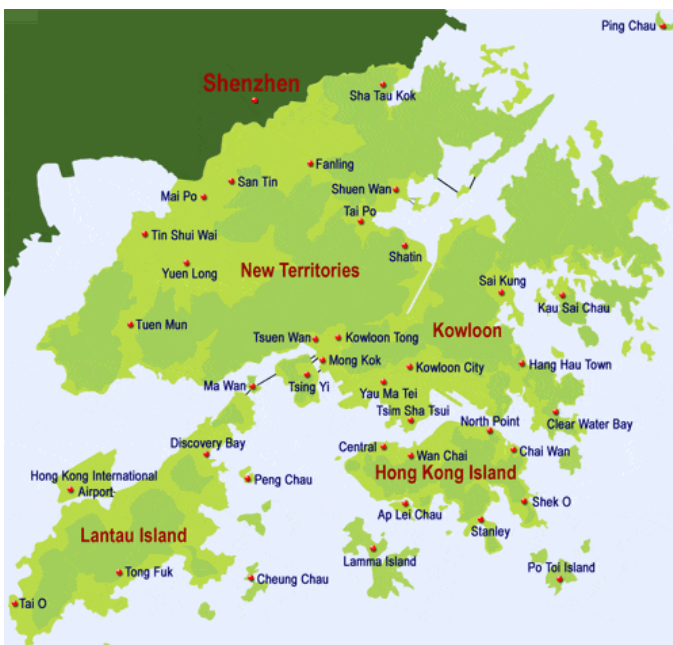 Ping Chau
Shenzhen
Sha Tau Kok
Fanling
San Tin
Shuen Wan
Mai Po
Tai Po
Tin Shui Wai
Shatin
Yuen Long
New Territories
Sai Kung
Kau Sai Chau
Tuen Mun
Kowloon
Tsuen Wan
Kowloon Tong
Mong Kok
Kowloon City
Hang Hau Town
Ma Wan
Tsing Yi
Yau Ma Tei
Tsim Sha Tsui
North Point
Clear Water Bay
Discovery Bay
Central
Wan Chai
Chai Wan
Hong Kong International
Airport
Peng Chau
Hong Kong Island
Shek O
Ap Lei Chau
Stanley
Lantau Island
Lamma Island
Po Toi Island
Tong Fuk
Cheung Chau
Tai O